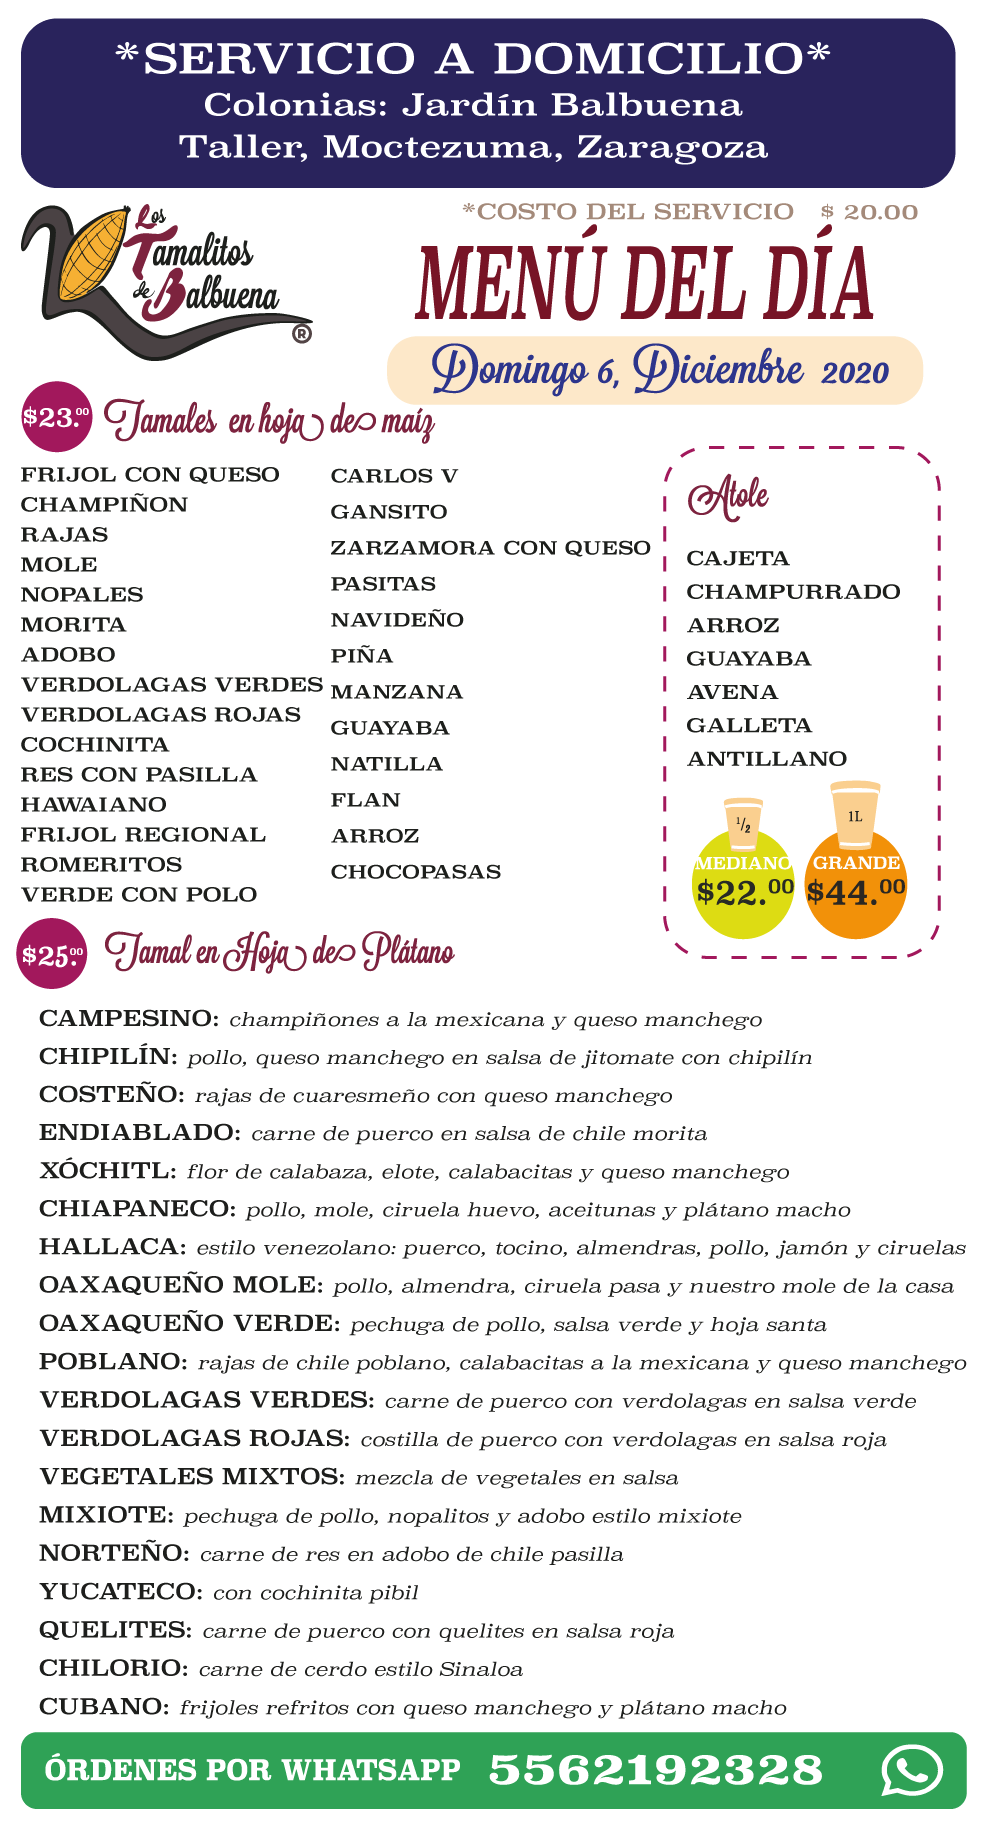 *SERVICIO A DOMICILIO*
Colonias: Jardín Balbuena
Taller, Moctezuma, Zaragoza
Los
Tamalitos
de Balbuena
®
*COSTO DEL SERVICIO $ 20.00
MENÚ DEL DÍA
Domingo 6, Diciembre 2020
$23.00 Tamales en hoja de maíz
FRIJOL CON QUESO
CHAMPIÑON
RAJAS
MOLE
NOPALES
MORITA
ADOBO
VERDOLAGAS VERDES
VERDOLAGAS ROJAS
COCHINITA
RES CON PASILLA
HAWAIANO
FRIJOL REGIONAL
ROMERITOS
VERDE CON POLO
CARLOS V
GANSITO
ZARZAMORA CON QUESO
PASITAS
NAVIDEÑO
PIÑA
MANZANA
GUAYABA
NATILLA
FLAN
ARROZ
CHOCOPASAS
Atole
CAJETA
CHAMPURRADO
ARROZ
GUAYABA
AVENA
GALLETA
ANTILLANO
1/2
MEDIANO
$22.00
1L
GRANDE
$44.00
$25.00 Tamal en Hoja de Plátano
CAMPESINO: champiñones a la mexicana y queso manchego
CHIPILÍN: pollo, queso manchego en salsa de jitomate con chipilín
COSTEÑO: rajas de cuaresmeño con queso manchego
ENDIABLADO: carne de puerco en salsa de chile morita
XÓCHITL: flor de calabaza, elote, calabacitas y queso manchego
CHIAPANECO: pollo, mole, ciruela huevo, aceitunas y plátano macho
HALLACA: estilo venezolano: puerco, tocino, almendras, pollo, jamón y ciruelas
OAXAQUEÑO MOLE: pollo, almendra, ciruela pasa y nuestro mole de la casa
OAXAQUEÑO VERDE: pechuga de pollo, salsa verde y hoja santa
POBLANO: rajas de chile poblano, calabacitas a la mexicana y queso manchego
VERDOLAGAS VERDES: carne de puerco con verdolagas en salsa verde
VERDOLAGAS ROJAS: costilla de puerco con verdolagas en salsa roja
VEGETALES MIXTOS: mezcla de vegetales en salsa
MIXIOTE: pechuga de pollo, nopalitos y adobo estilo mixiote
NORTEÑO: carne de res en adobo de chile pasilla
YUCATECO: con cochinita pibil
QUELITES: carne de puerco con quelites en salsa roja
CHILORIO: carne de cerdo estilo Sinaloa
CUBANO: frijoles refritos con queso manchego y plátano macho
ÓRDENES POR WHATSAPP 5562192328